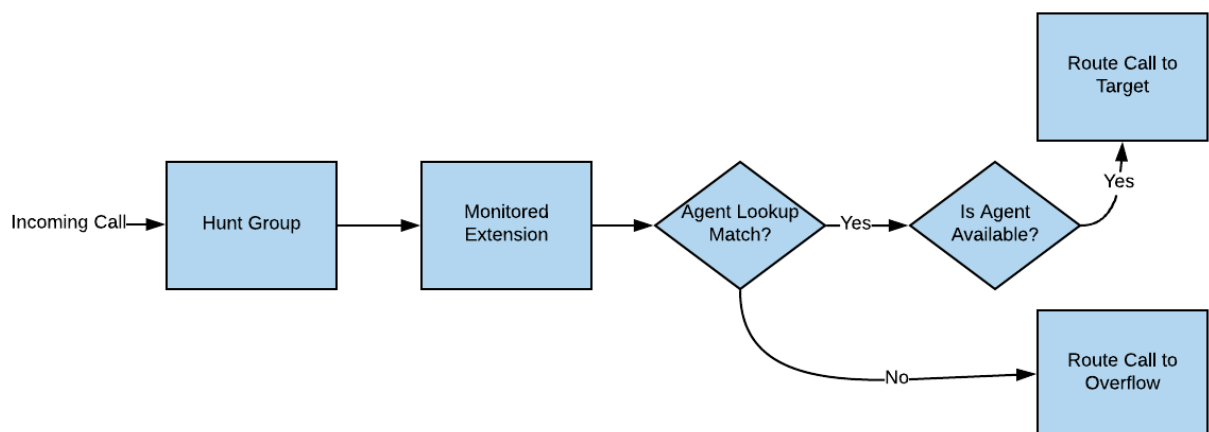 Incoming Call
Hunt Group
Monitored
Extension
Agent Lookup
Match?
Yes
Is Agent
Available?
Yes
Route Call to
Target
No
Route Call to
Overflow